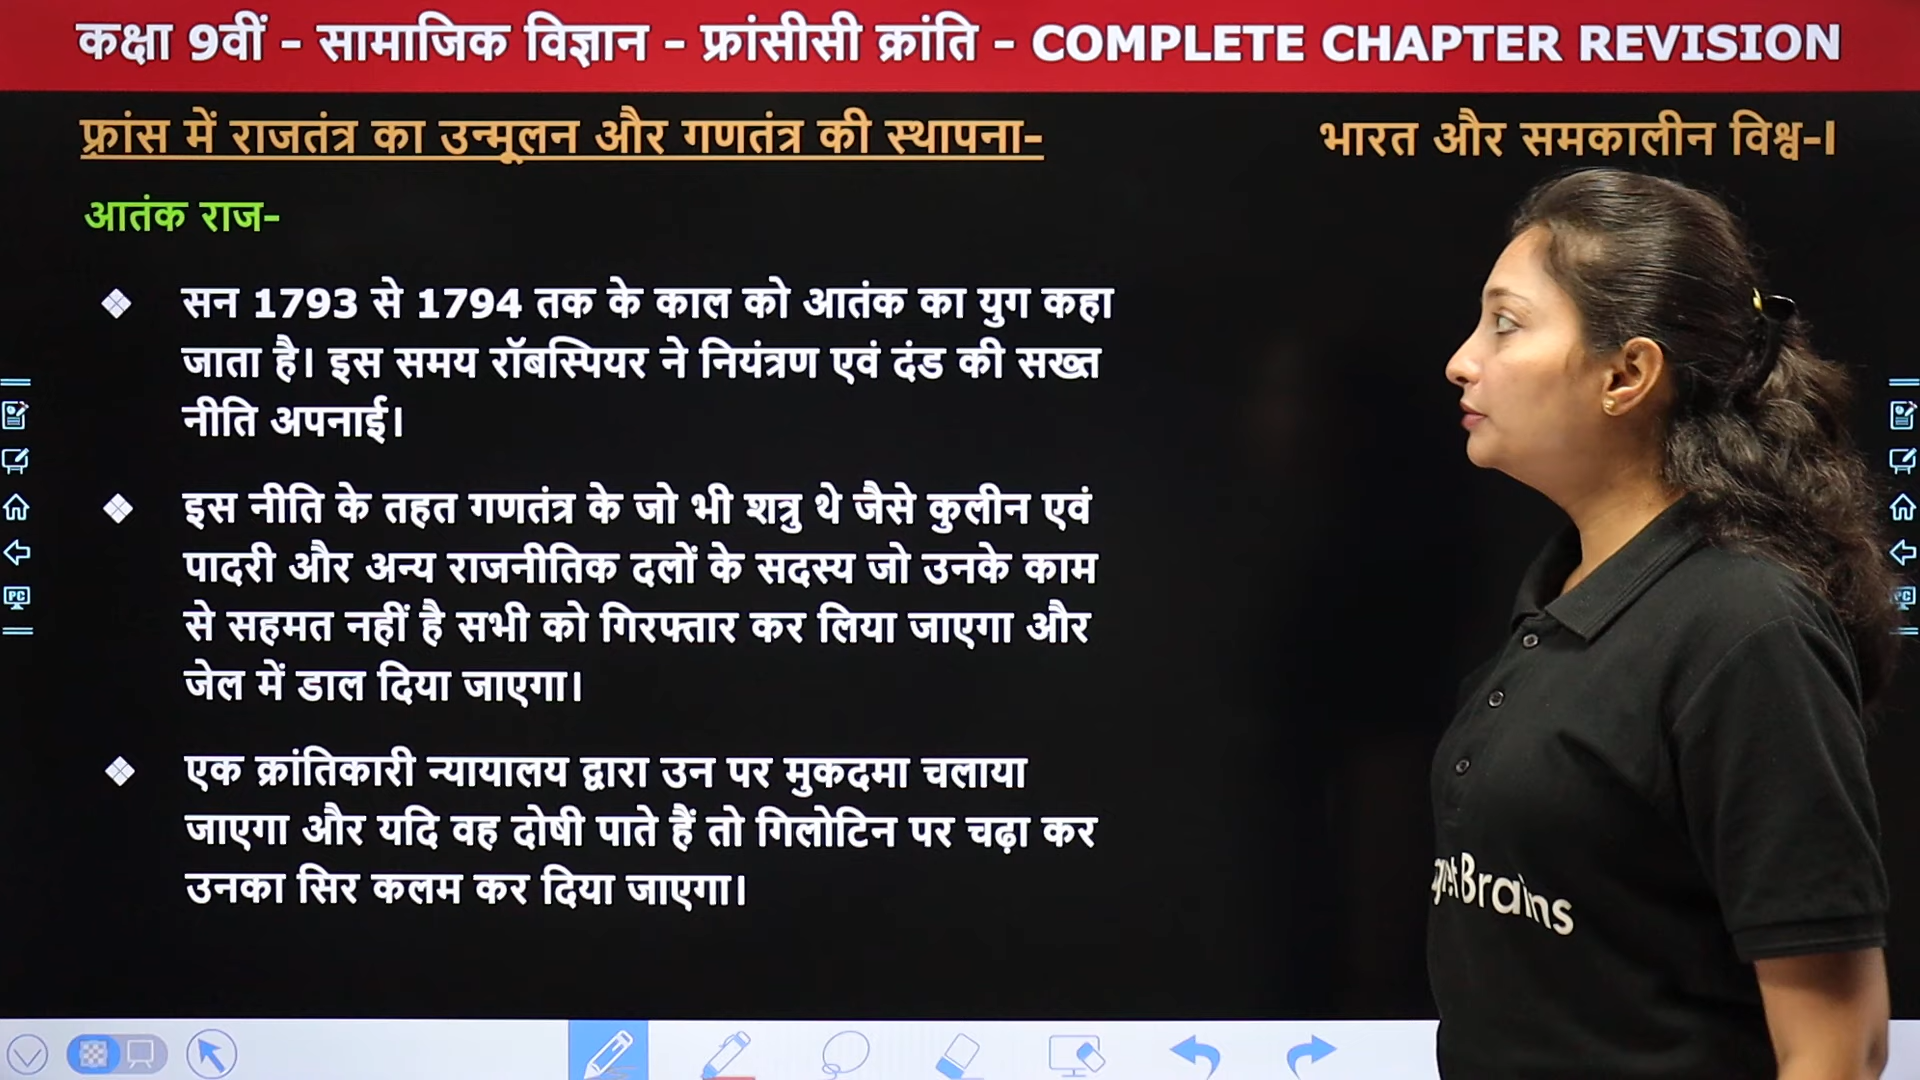 कक्षा 9वीं - सामाजिक विज्ञान - फ्रांसीसी क्रांति - COMPLETE CHAPTER REVISION
फ्रांस में राजतंत्र का उन्मूलन और गणतंत्र की स्थापना-
भारत और समकालीन विश्व-I
आतंक राज-
❖ सन 1793 से 1794 तक के काल को आतंक का युग कहा
जाता है। इस समय रॉबस्पियर ने नियंत्रण एवं दंड की सख्त
नीति अपनाई।
❖ इस नीति के तहत गणतंत्र के जो भी शत्रु थे जैसे कुलीन एवं
पादरी और अन्य राजनीतिक दलों के सदस्य जो उनके काम
से सहमत नहीं है सभी को गिरफ्तार कर लिया जाएगा और
जेल में डाल दिया जाएगा।
❖ एक क्रांतिकारी न्यायालय द्वारा उन पर मुकदमा चलाया
जाएगा और यदि वह दोषी पाते हैं तो गिलोटिन पर चढ़ा कर
उनका सिर कलम कर दिया जाएगा।
PC
PC
Brains